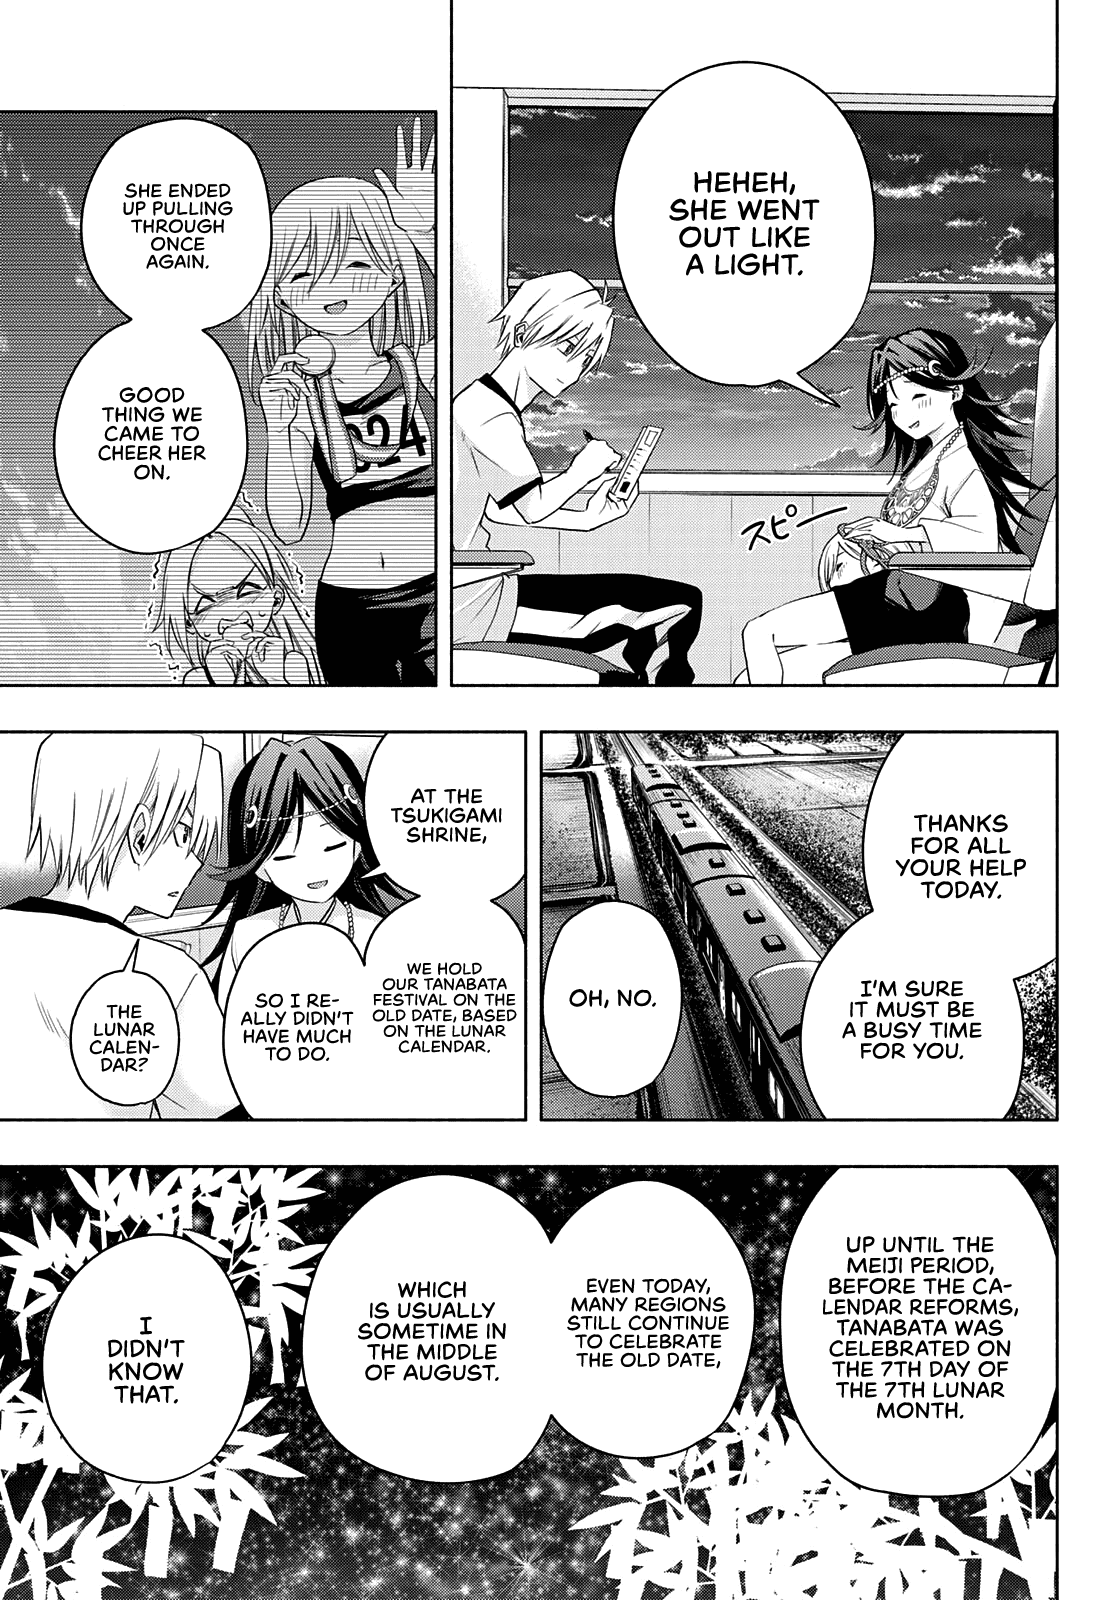 HEHEH,
SHE WENT
OUT LIKE
A LIGHT.
スピー
SHE ENDED
UP PULLING
THROUGH
ONCE
AGAIN.
GOOD
THING WE
CAME TO
CHEER HER
ON.
024
THANKS
FOR ALL
YOUR HELP
TODAY.
I'M SURE
IT MUST BE
A BUSY TIME
FOR YOU.
OH, NO.
AT THE
TSUKIGAMI
SHRINE,
WE HOLD
OUR TANABATA
FESTIVAL ON THE
OLD DATE, BASED
ON THE LUNAR
CALENDAR.
SO I RE-
ALLY DIDN'T
HAVE MUCH
TO DO.
THE
LUNAR
CALEN-
DAR?
UP UNTIL THE
MEIJI PERIOD,
BEFORE THE CA-
LENDAR REFORMS,
TANABATA WAS
CELEBRATED ON
THE 7TH DAY OF
THE 7TH LUNAR
MONTH.
EVEN TODAY,
MANY REGIONS
STILL CONTINUE
TO CELEBRATE
THE OLD DATE,
WHICH
IS USUALLY
SOMETIME IN
THE MIDDLE
OF AUGUST.
I
DIDN'T
KNOW
THAT.